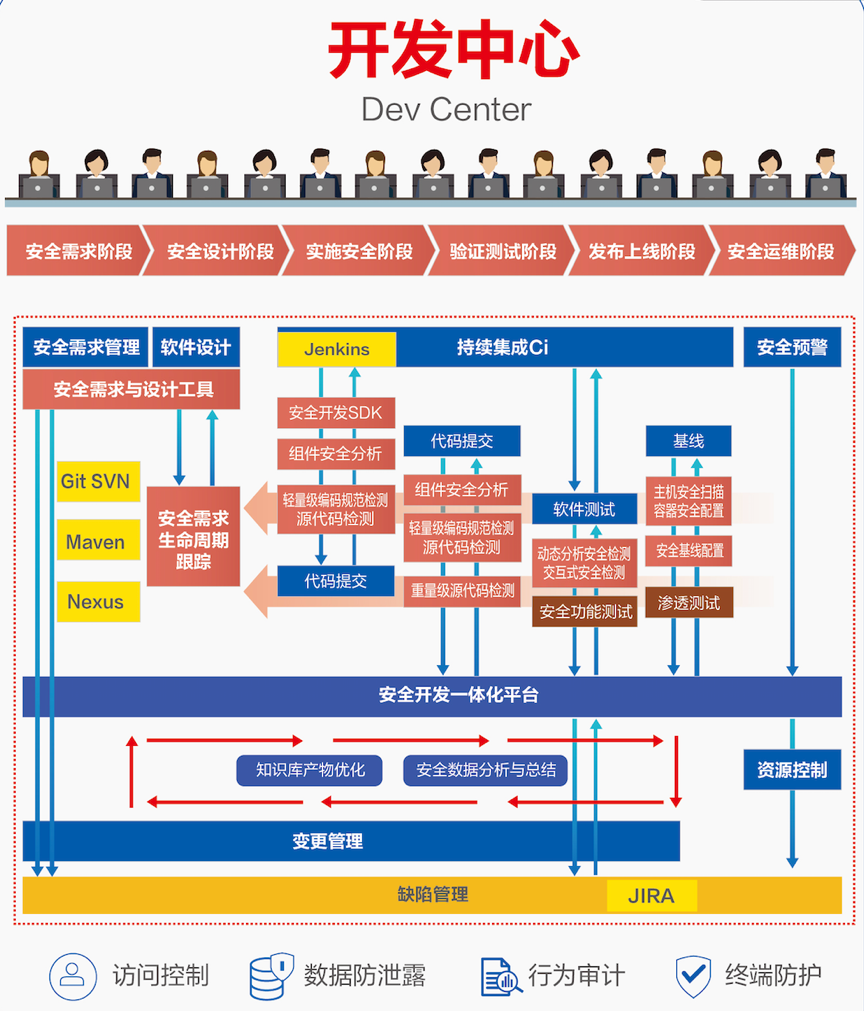 开发中心
Dev Center
安全需求阶段
安全设计阶段
实施安全阶段
验证测试阶段
发布上线阶段
安全运维阶段
安全需求管理
软件设计
Jenkins
持续集成Ci
安全预警
安全需求与设计工具
安全开发SDK
组件安全分析
轻量级编码规范检测
源代码检测
代码提交
代码提交
组件安全分析
轻量级编码规范检测
源代码检测
重量级源代码检测
软件测试
动态分析安全检测
交互式安全检测
安全功能测试
基线
主机安全扫描
容器安全配置
安全基线配置
渗透测试
Git SVN
Maven
Nexus
安全需求
生命周期
跟踪
安全开发一体化平台
知识库产物优化
安全数据分析与总结
资源控制
变更管理
缺陷管理
JIRA
访问控制
数据防泄露
行为审计
终端防护